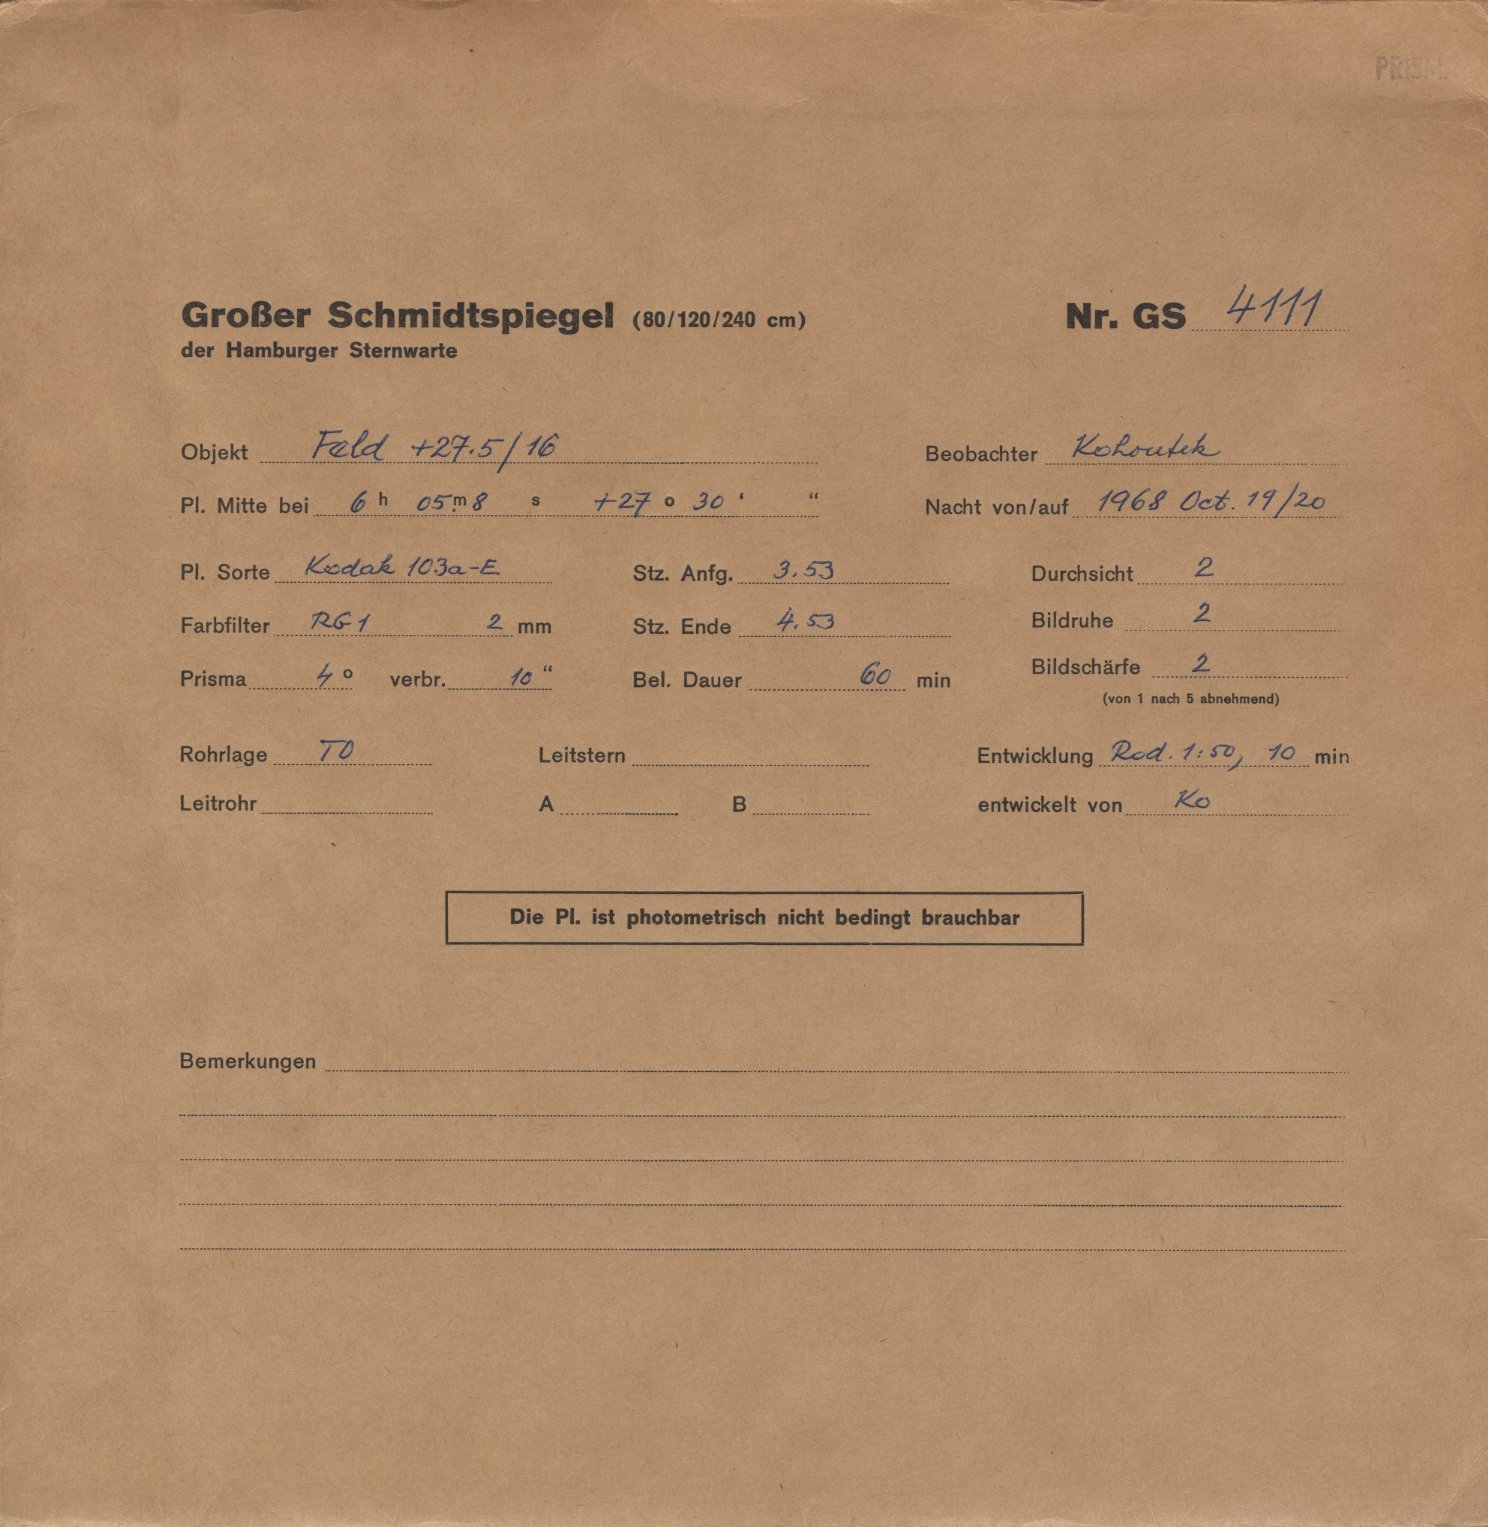 PRISMA
Großer Schmidtspiegel (80/120/240 cm) Nr. GS 4111
der Hamburger Sternwarte
Objekt Feld +27.5/16 Beobachter Kohoutek
Pl. Mitte bei 6 h 05 m. 8 s +27 o 30 ' “ Nacht von/auf 1968 Oct. 19/20
Pl. Sorte Kodak 103a-E Stz. Anfg. 3.53 Durchsicht 2
Farbfilter RG1 2 mm Stz. Ende 4.53 Bildruhe 2
Prisma 4 o verbr. 10 “ Bel. Dauer 60 min Bildschärfe 2
(von 1 nach 5 abnehmend)
Rohrlage TO Leitstern Entwicklung Rod. 1:50, 10 min
Leitrohr A B entwickelt von Ko
Die Pl. ist photometrisch nicht bedingt brauchbar
Bemerkungen